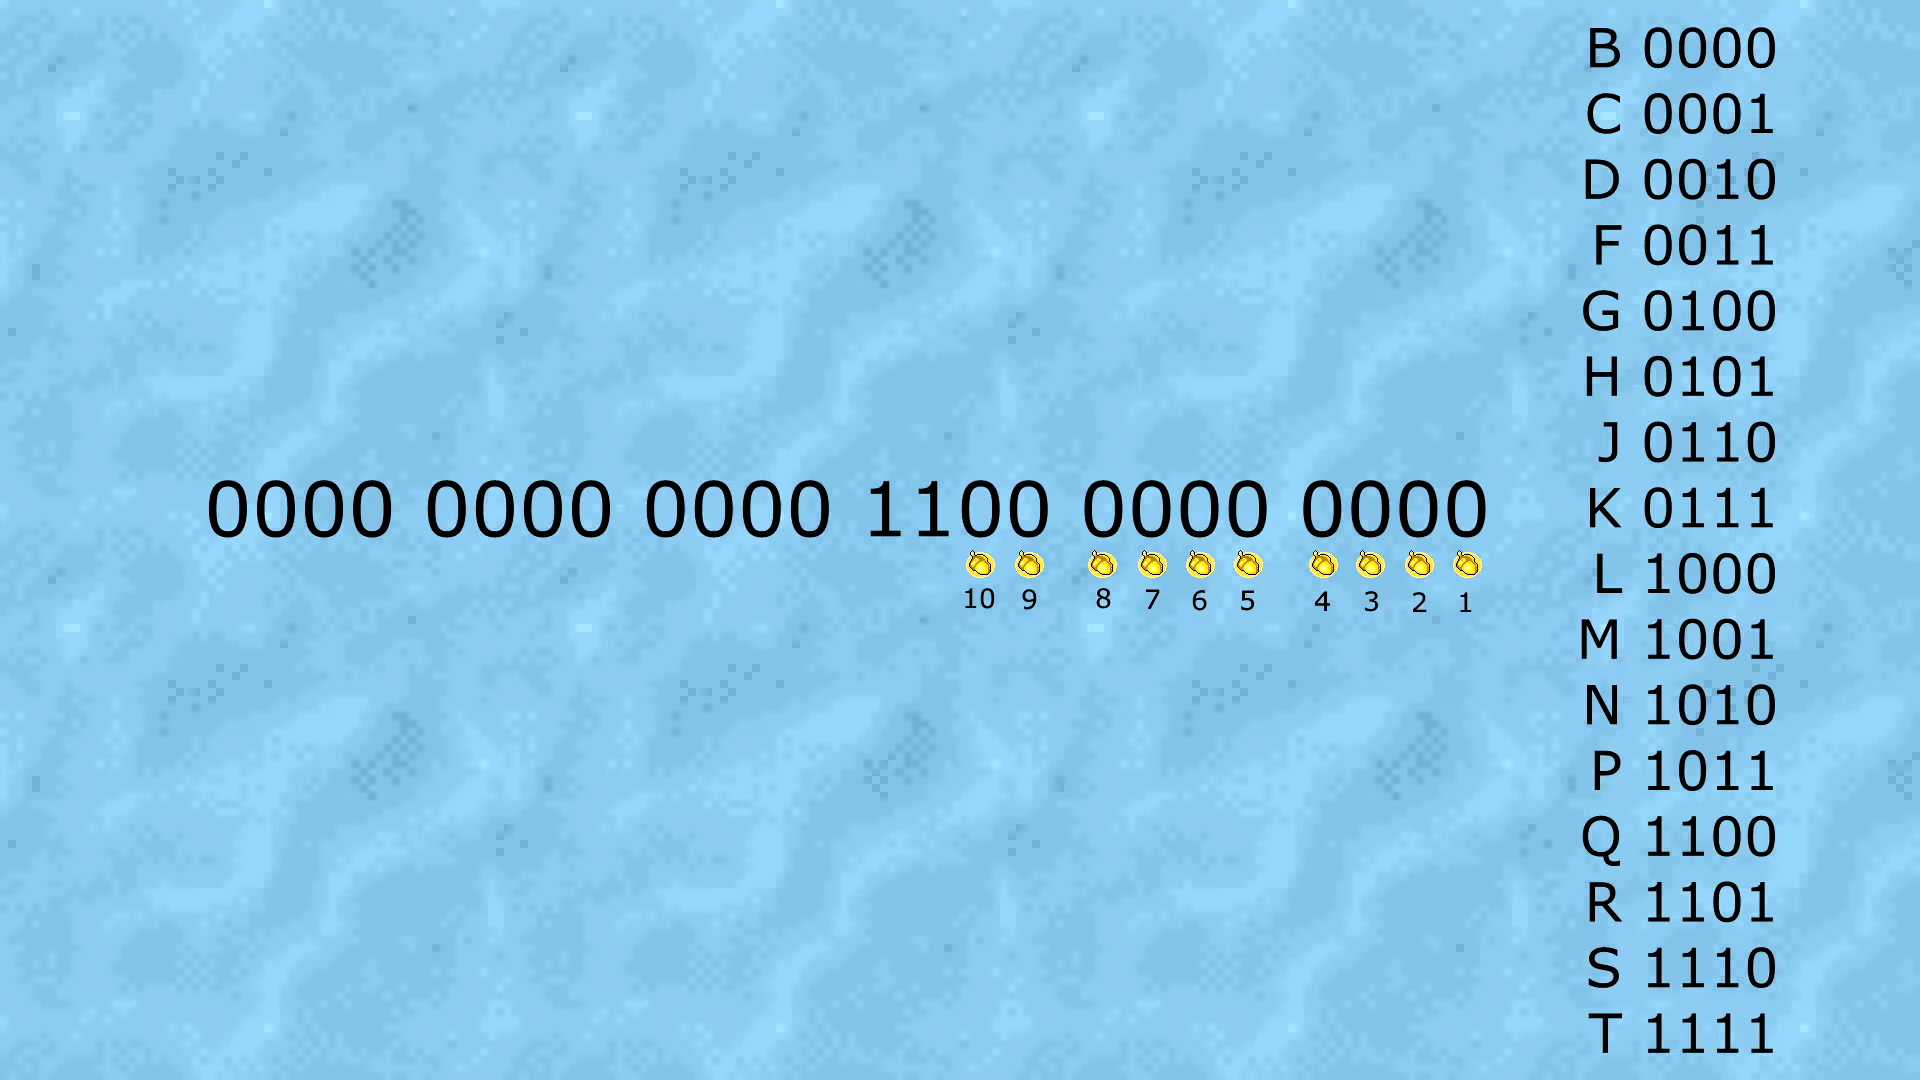 0000 0000 0000 1100 0000 0000
10 9 8 7 6 5 4 3 2 1
B 0000
C 0001
D 0010
F 0011
G 0100
H 0101
J 0110
K 0111
L 1000
M 1001
N 1010
P 1011
Q 1100
R 1101
S 1110
T 1111